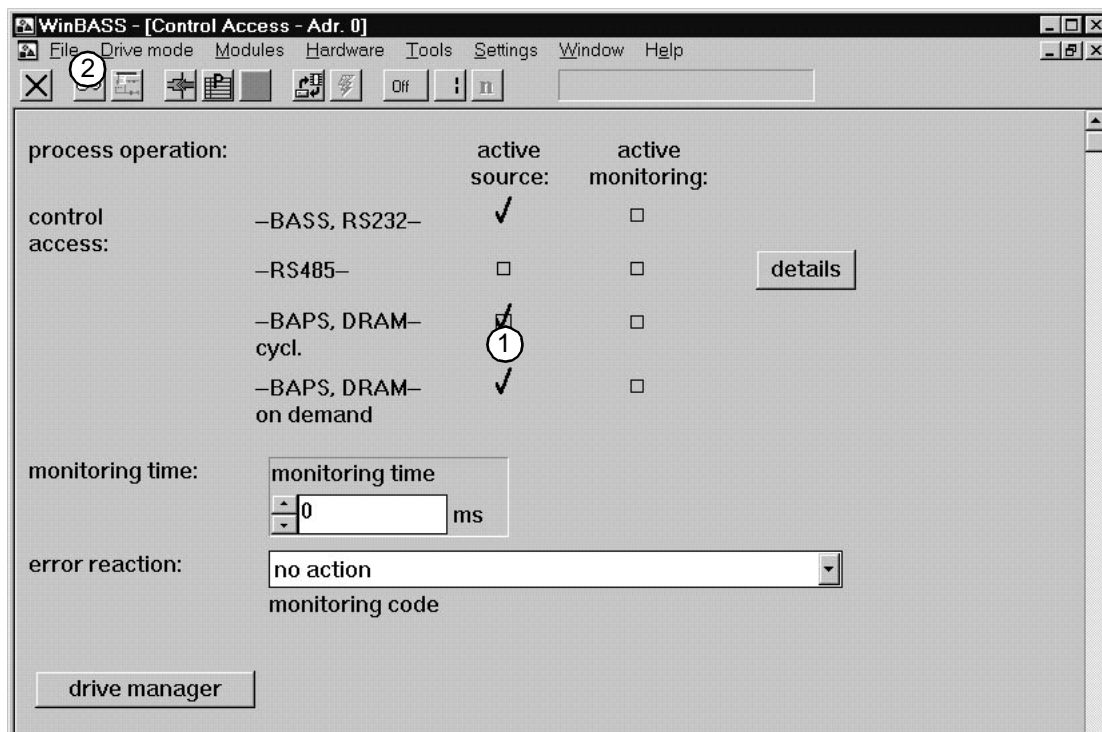 WinBASS - [Control Access - Adr. 0]
File Drive mode Modules Hardware Tools Settings Window Help
2
P
Off
n
process operation:
active source:
active monitoring:
control access:
–BASS, RS232–
–RS485–
details
–BAPS, DRAM–
cycl.
1
–BAPS, DRAM–
on demand
monitoring time:
monitoring time
0
ms
error reaction:
no action
monitoring code
drive manager